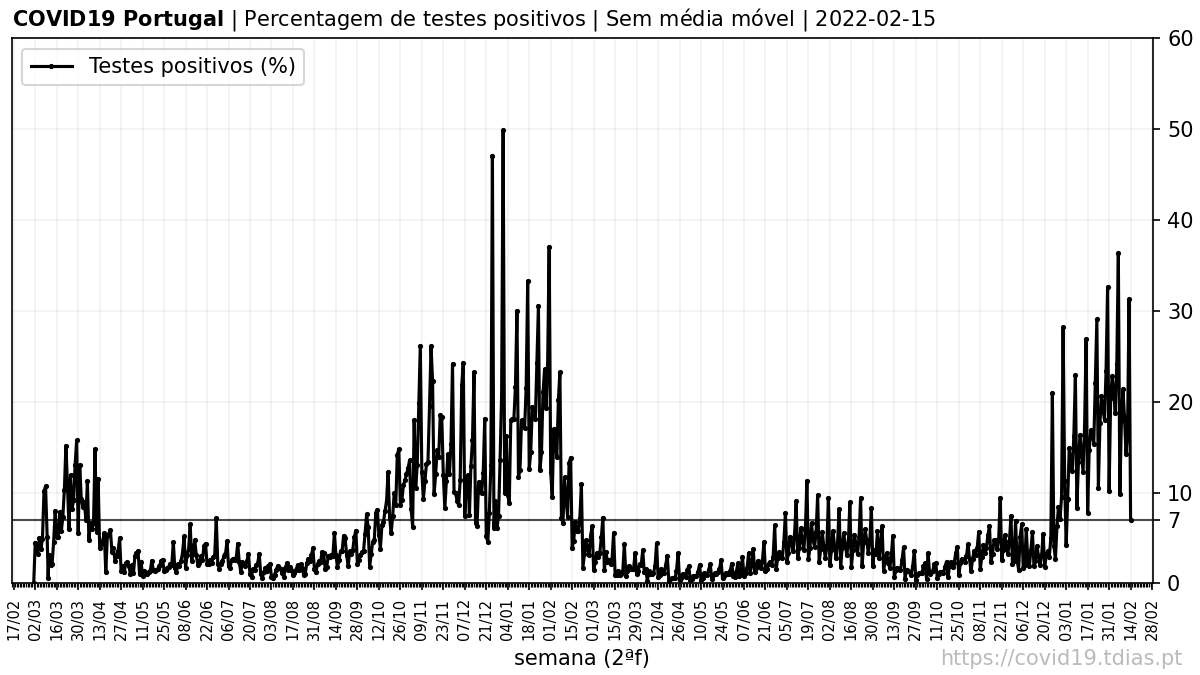 COVID19 Portugal | Percentagem de testes positivos | Sem média móvel | 2022-02-15
Testes positivos (%)
60
50
40
30
20
10
7
0
17/02 02/03 16/03 30/03 13/04 27/04 11/05 25/05 08/06 22/06 06/07 20/07 03/08 17/08 31/08 14/09 28/09 12/10 26/10 09/11 23/11 07/12 21/12 04/01 18/01 01/02 15/02 01/03 15/03 29/03 12/04 26/04 10/05 24/05 07/06 21/06 05/07 19/07 02/08 16/08 30/08 13/09 27/09 11/10 25/10 08/11 22/11 06/12 20/12 03/01 17/01 31/01 14/02 28/02
semana (2ªf)
https://covid19.tdias.pt